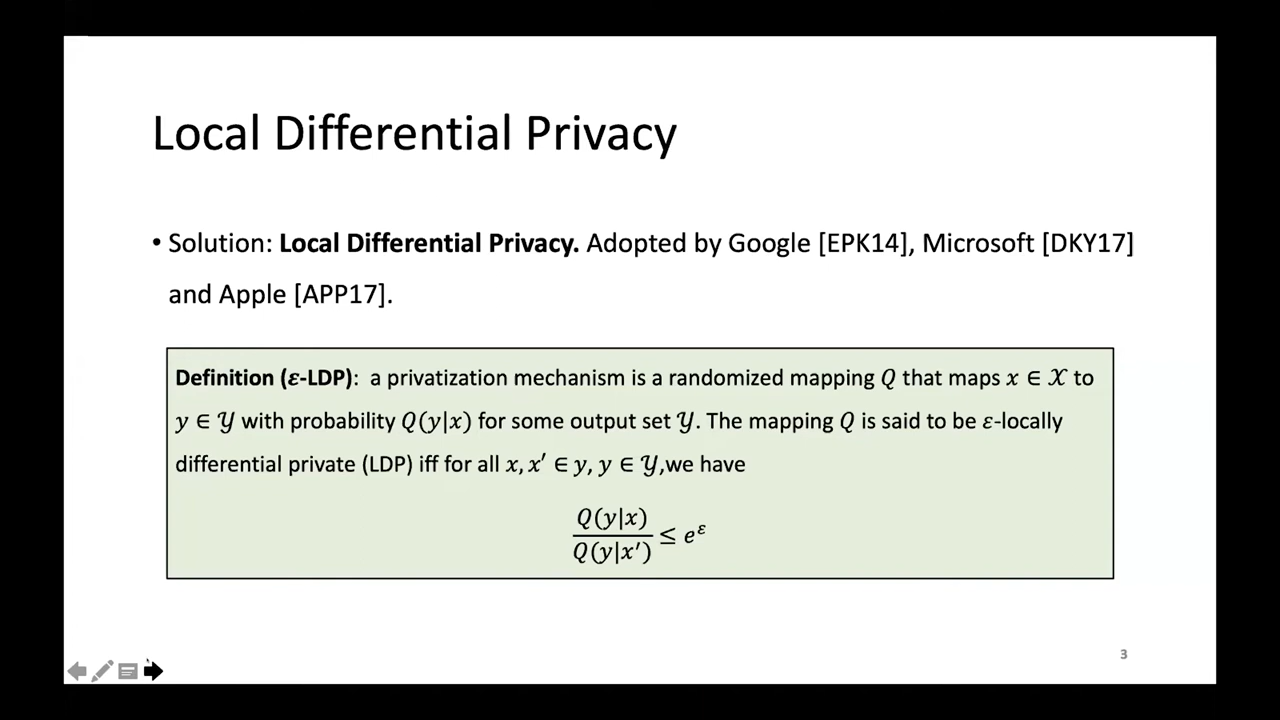 Local Differential Privacy
• Solution: Local Differential Privacy. Adopted by Google [EPK14], Microsoft [DKY17]
and Apple [APP17].
Definition (ε-LDP): a privatization mechanism is a randomized mapping Q that maps x ∈ 𝒳 to
y ∈ 𝒴 with probability Q(y|x) for some output set 𝒴. The mapping Q is said to be ε-locally
differential private (LDP) iff for all x, x′ ∈ y, y ∈ 𝒴,we have
Q(y|x)
Q(y|x′) ≤ e^ε
3